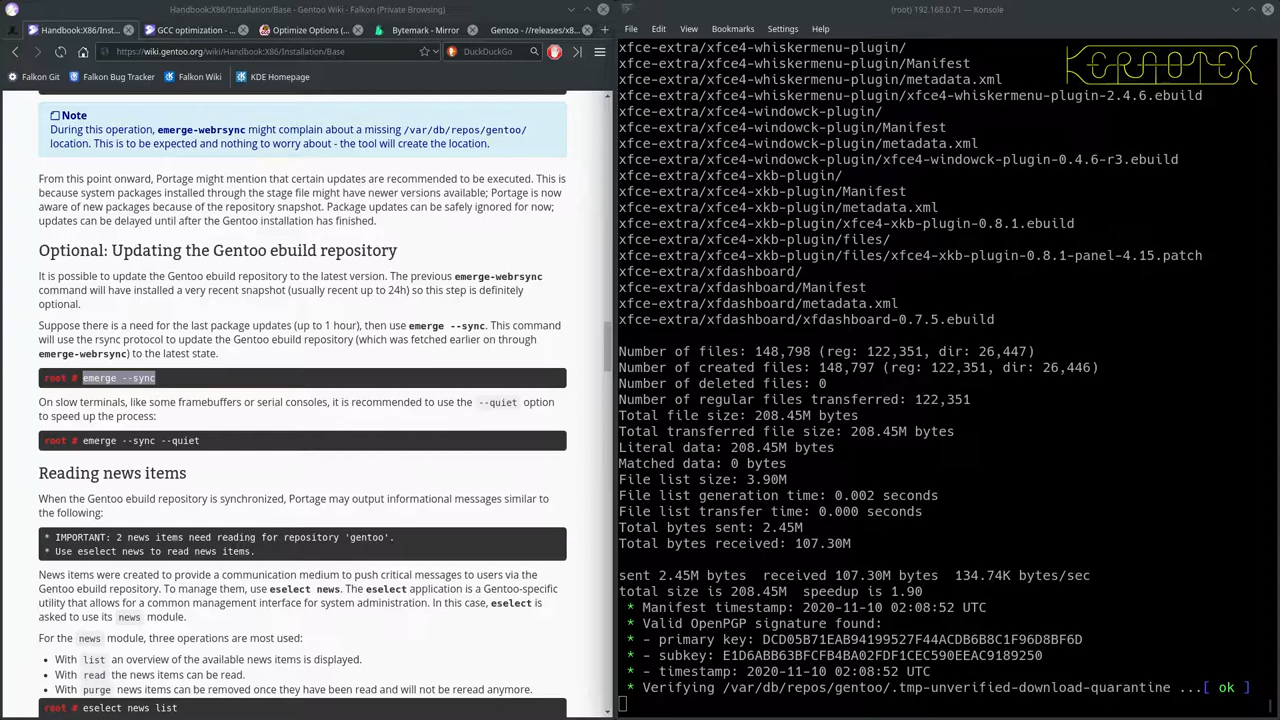 Handbook:X86/Installation/Base - Gentoo Wiki - Falkon (Private Browsing)
Handbook:X86/Inst...
GCC optimization - ...
Optimize Options (...
Bytemark - Mirror
Gentoo - //releases/x8...
https://wiki.gentoo.org/wiki/Handbook:X86/Installation/Base
DuckDuckGo
Falkon Git
Falkon Bug Tracker
Falkon Wiki
KDE Homepage
Note
During this operation, emerge-webrsync might complain about a missing /var/db/repos/gentoo/
location. This is to be expected and nothing to worry about - the tool will create the location.
From this point onward, Portage might mention that certain updates are recommended to be executed. This is
because system packages installed through the stage file might have newer versions available; Portage is now
aware of new packages because of the repository snapshot. Package updates can be safely ignored for now;
updates can be delayed until after the Gentoo installation has finished.
Optional: Updating the Gentoo ebuild repository
It is possible to update the Gentoo ebuild repository to the latest version. The previous emerge-webrsync
command will have installed a very recent snapshot (usually recent up to 24h) so this step is definitely
optional.
Suppose there is a need for the last package updates (up to 1 hour), then use emerge --sync. This command
will use the rsync protocol to update the Gentoo ebuild repository (which was fetched earlier on through
emerge-webrsync) to the latest state.
root # emerge --sync
On slow terminals, like some framebuffers or serial consoles, it is recommended to use the --quiet option
to speed up the process:
root # emerge --sync --quiet
Reading news items
When the Gentoo ebuild repository is synchronized, Portage may output informational messages similar to
the following:
* IMPORTANT: 2 news items need reading for repository 'gentoo'.
* Use eselect news to read news items.
News items were created to provide a communication medium to push critical messages to users via the
Gentoo ebuild repository. To manage them, use eselect news. The eselect application is a Gentoo-specific
utility that allows for a common management interface for system administration. In this case, eselect is
asked to use its news module.
For the news module, three operations are most used:
• With list an overview of the available news items is displayed.
• With read the news items can be read.
• With purge news items can be removed once they have been read and will not be reread anymore.
root # eselect news list
(root) 192.168.0.71 — Konsole
File Edit View Bookmarks Settings Help
KERNOTEX
xfce-extra/xfce4-whiskermenu-plugin/
xfce-extra/xfce4-whiskermenu-plugin/Manifest
xfce-extra/xfce4-whiskermenu-plugin/metadata.xml
xfce-extra/xfce4-whiskermenu-plugin/xfce4-whiskermenu-plugin-2.4.6.ebuild
xfce-extra/xfce4-windowck-plugin/
xfce-extra/xfce4-windowck-plugin/Manifest
xfce-extra/xfce4-windowck-plugin/metadata.xml
xfce-extra/xfce4-windowck-plugin/xfce4-windowck-plugin-0.4.6-r3.ebuild
xfce-extra/xfce4-xkb-plugin/
xfce-extra/xfce4-xkb-plugin/Manifest
xfce-extra/xfce4-xkb-plugin/metadata.xml
xfce-extra/xfce4-xkb-plugin/xfce4-xkb-plugin-0.8.1.ebuild
xfce-extra/xfce4-xkb-plugin/files/
xfce-extra/xfce4-xkb-plugin/files/xfce4-xkb-plugin-0.8.1-panel-4.15.patch
xfce-extra/xfdashboard/
xfce-extra/xfdashboard/Manifest
xfce-extra/xfdashboard/metadata.xml
xfce-extra/xfdashboard/xfdashboard-0.7.5.ebuild
Number of files: 148,798 (reg: 122,351, dir: 26,447)
Number of created files: 148,797 (reg: 122,351, dir: 26,446)
Number of deleted files: 0
Number of regular files transferred: 122,351
Total file size: 208.45M bytes
Total transferred file size: 208.45M bytes
Literal data: 208.45M bytes
Matched data: 0 bytes
File list size: 3.90M
File list generation time: 0.002 seconds
File list transfer time: 0.000 seconds
Total bytes sent: 2.45M
Total bytes received: 107.30M
sent 2.45M bytes  received 107.30M bytes  134.74K bytes/sec
total size is 208.45M  speedup is 1.90
* Manifest timestamp: 2020-11-10 02:08:52 UTC
* Valid OpenPGP signature found:
* - primary key: DCD05B71EAB94199527F44ACDB6B8C1F96D8BF6D
* - subkey: E1D6ABB63BFCFB4BA02FDF1CEC590EEAC9189250
* - timestamp: 2020-11-10 02:08:52 UTC
* Verifying /var/db/repos/gentoo/.tmp-unverified-download-quarantine ...[ ok ]